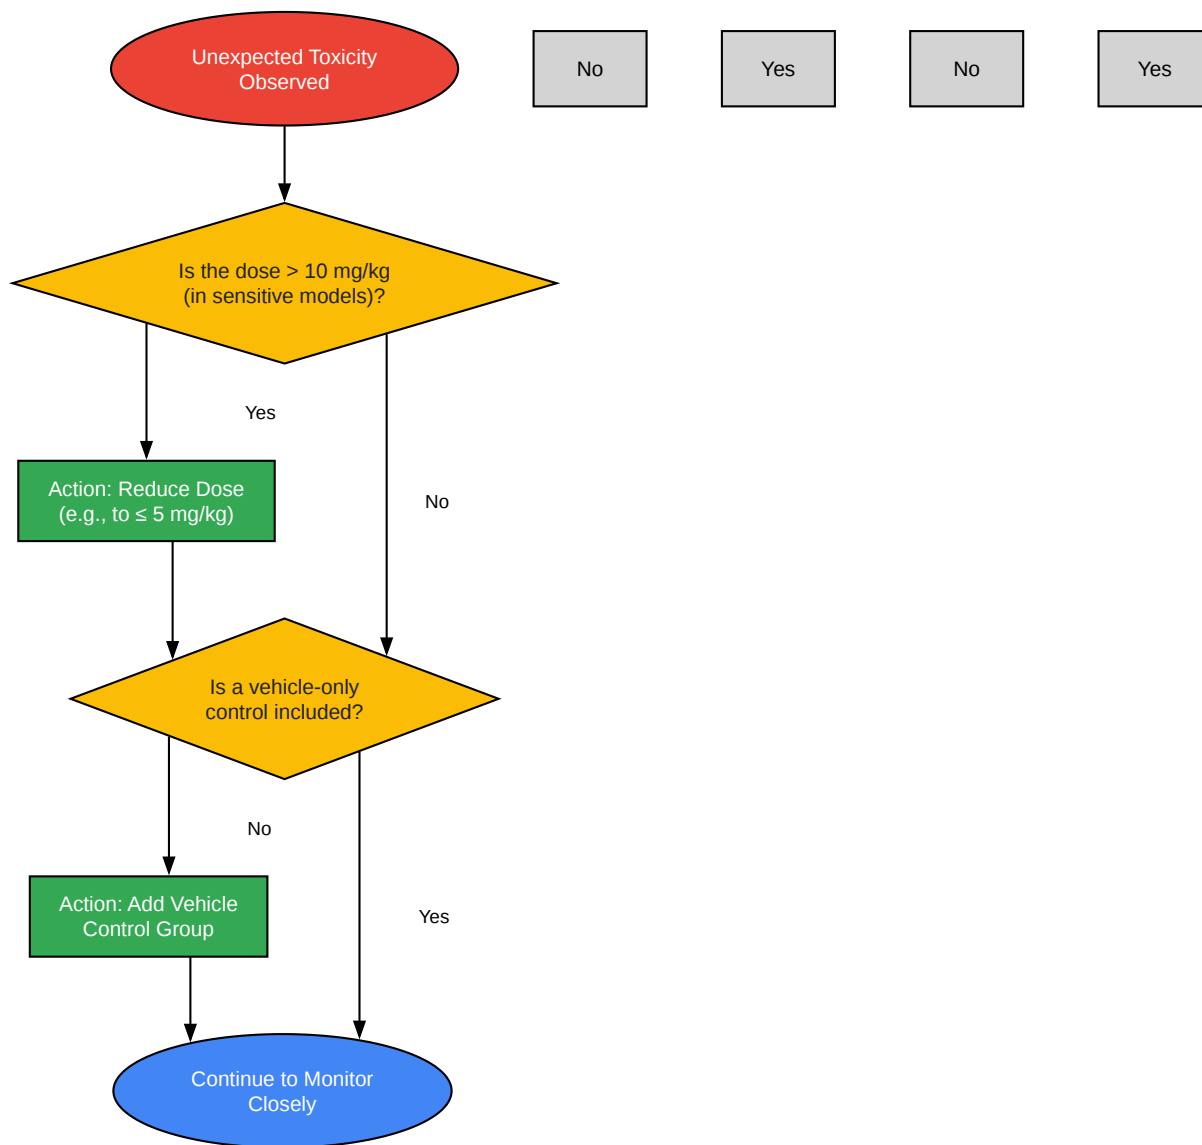 Unexpected Toxicity
Observed
No
Yes
No
Yes
Is the dose > 10 mg/kg
(in sensitive models)?
Yes
Action: Reduce Dose
(e.g., to ≤ 5 mg/kg)
No
Is a vehicle-only
control included?
No
Action: Add Vehicle
Control Group
Yes
Continue to Monitor
Closely